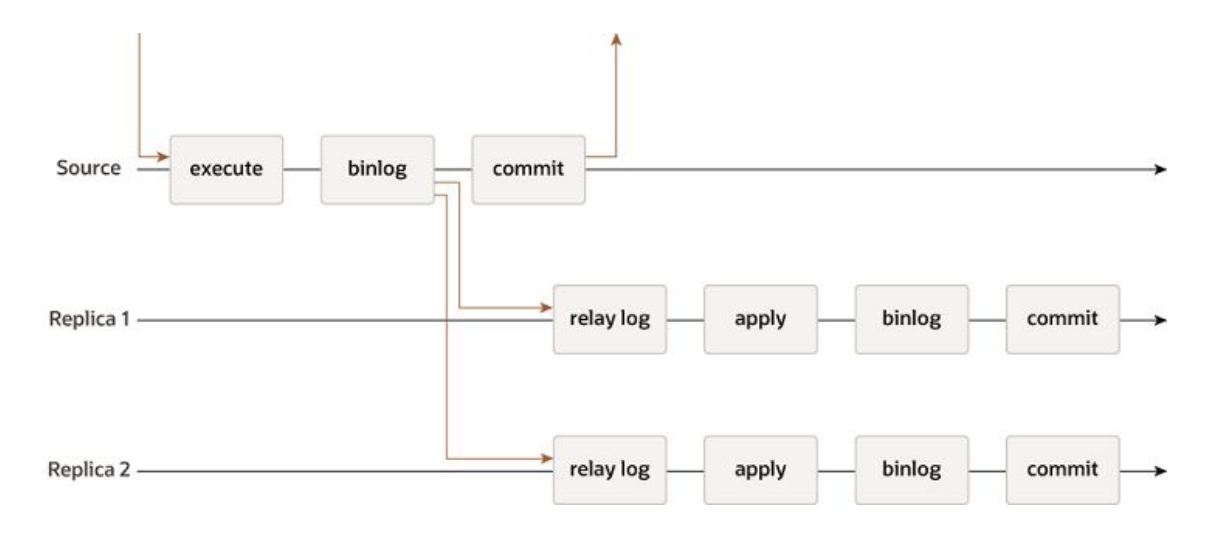 Source execute binlog commit
Replica 1 relay log apply binlog commit
Replica 2 relay log apply binlog commit